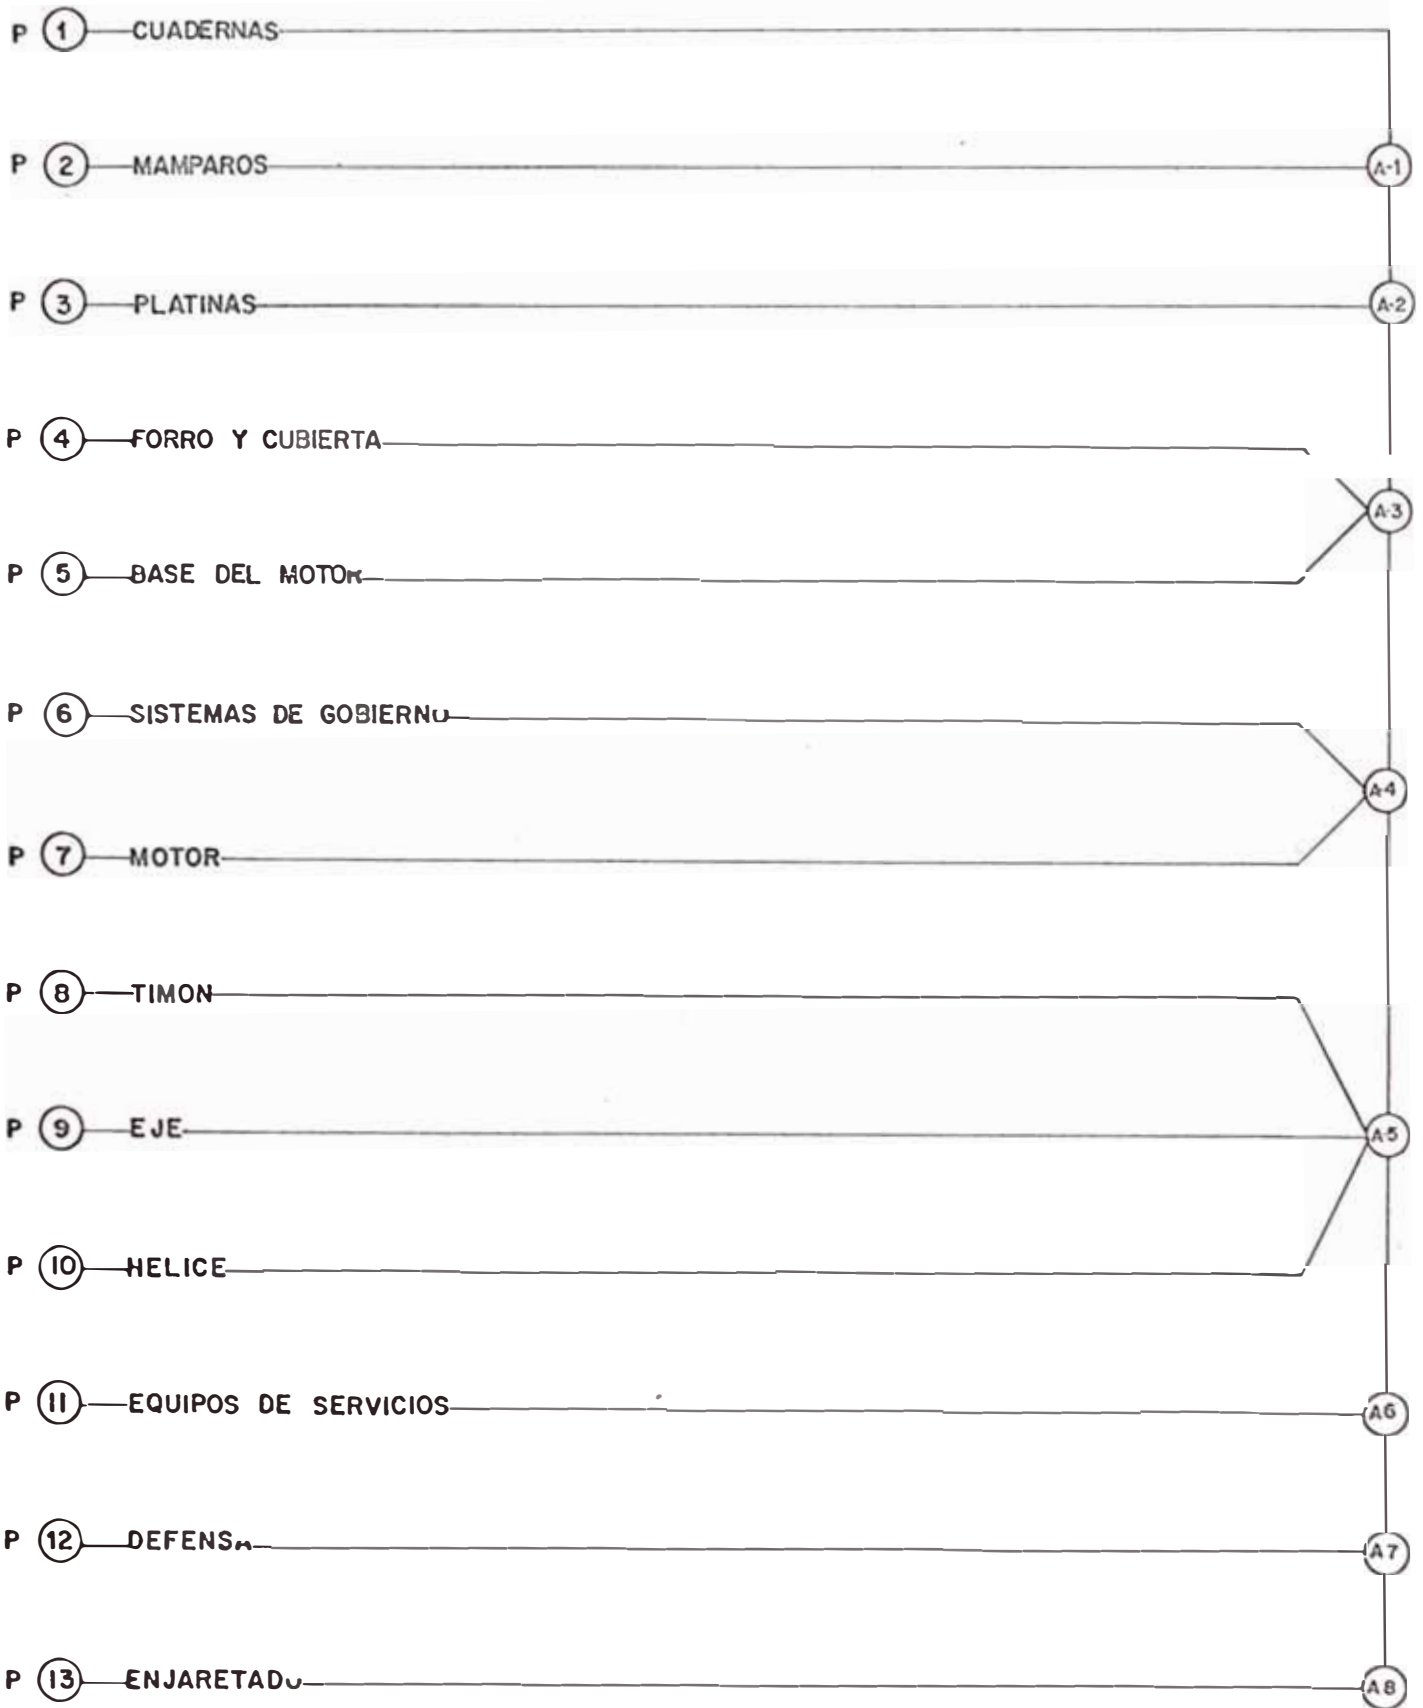 P 1 CUADERNAS
P 2 MAMPAROS A-1
P 3 PLATINAS A-2
P 4 FORRO Y CUBIERTA
A-3
P 5 BASE DEL MOTOR
P 6 SISTEMAS DE GOBIERNO
A-4
P 7 MOTOR
P 8 TIMON
P 9 EJE A-5
P 10 HELICE
P 11 EQUIPOS DE SERVICIOS A6
P 12 DEFENSA A7
P 13 ENJARETADO A8